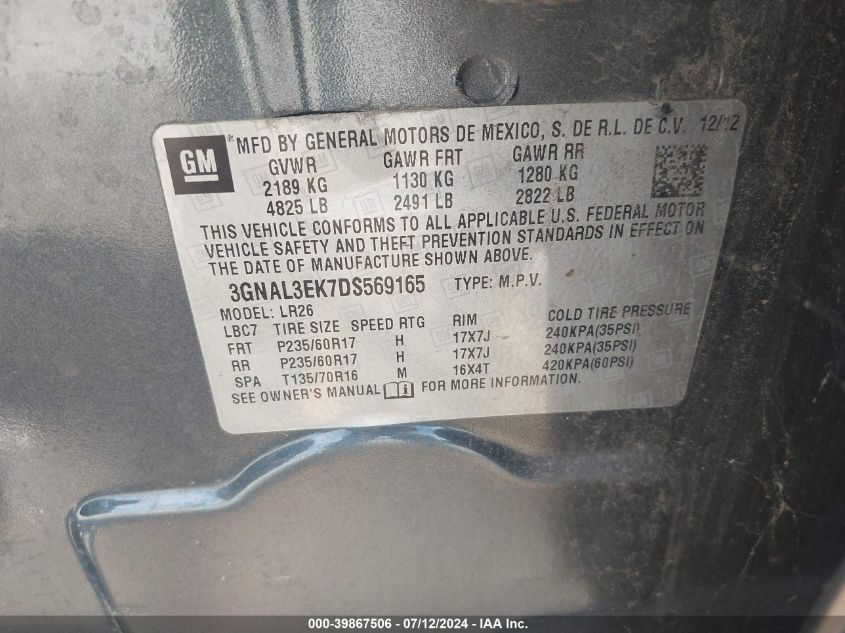 GM ® MFD BY GENERAL MOTORS DE MEXICO, S. DE R.L. DE C.V. 12/12
GVWR GAWR FRT GAWR RR
2189 KG 1130 KG 1280 KG
4825 LB 2491 LB 2822 LB
THIS VEHICLE CONFORMS TO ALL APPLICABLE U.S. FEDERAL MOTOR
VEHICLE SAFETY AND THEFT PREVENTION STANDARDS IN EFFECT ON
THE DATE OF MANUFACTURE SHOWN ABOVE.
3GNAL3EK7DS569165 TYPE: M.P.V.
MODEL: LR26
LBC7 TIRE SIZE SPEED RTG RIM COLD TIRE PRESSURE
FRT P235/60R17 H 17X7J 240KPA(35PSI)
RR P235/60R17 H 17X7J 240KPA(35PSI)
SPA T135/70R16 M 16X4T 420KPA(60PSI)
SEE OWNER'S MANUAL FOR MORE INFORMATION.
000-39867506 - 07/12/2024 - IAA Inc.